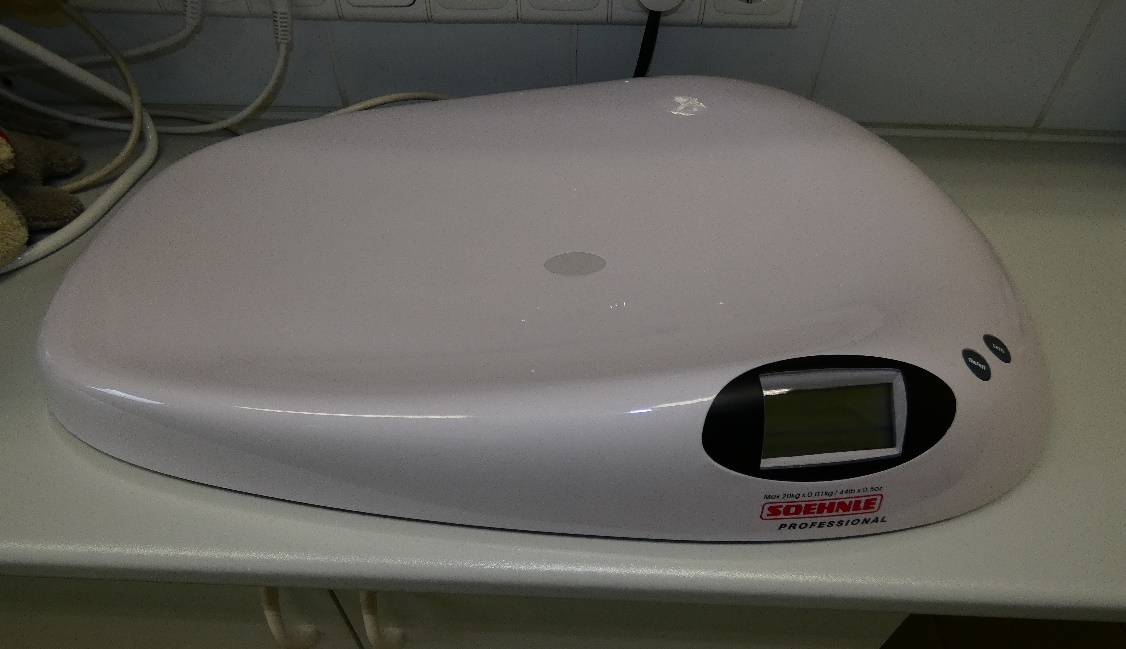 Max 20kg x 0.01kg / 44lb x 0.5oz
SOEHNLE
PROFESSIONAL